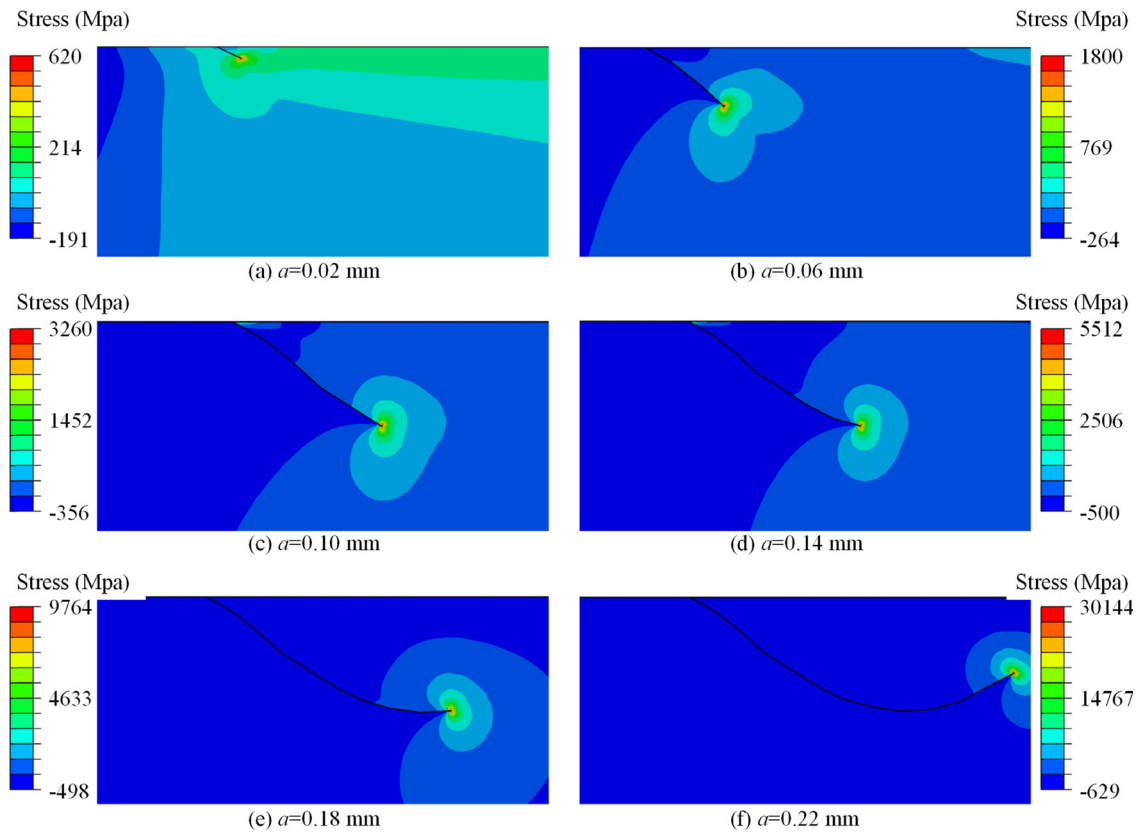 Stress (Mpa)
620
214
-191
(a) a=0.02 mm
Stress (Mpa)
1800
769
-264
(b) a=0.06 mm
Stress (Mpa)
3260
1452
-356
(c) a=0.10 mm
Stress (Mpa)
5512
2506
-500
(d) a=0.14 mm
Stress (Mpa)
9764
4633
-498
(e) a=0.18 mm
Stress (Mpa)
30144
14767
-629
(f) a=0.22 mm